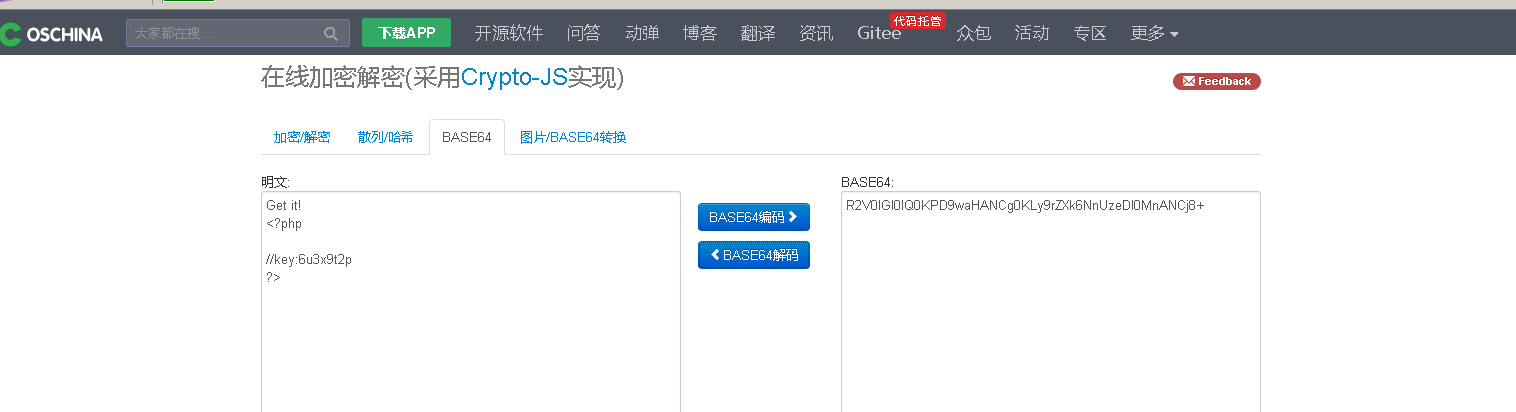 OSCHINA 大家都在搜.... 下载APP 开源软件 问答 动弹 博客 翻译 资讯 Gitee 代码托管 众包 活动 专区 更多
在线加密解密(采用Crypto-JS实现) Feedback
加密/解密 散列/哈希 BASE64 图片/BASE64转换
明文: BASE64:
Get it! BASE64编码 R2V0IGl0IQ0KPD9waHANCg0KLy9rZXk6NnUzeDl0MnANCj8+
<?php
BASE64解码
//key:6u3x9t2p
?>